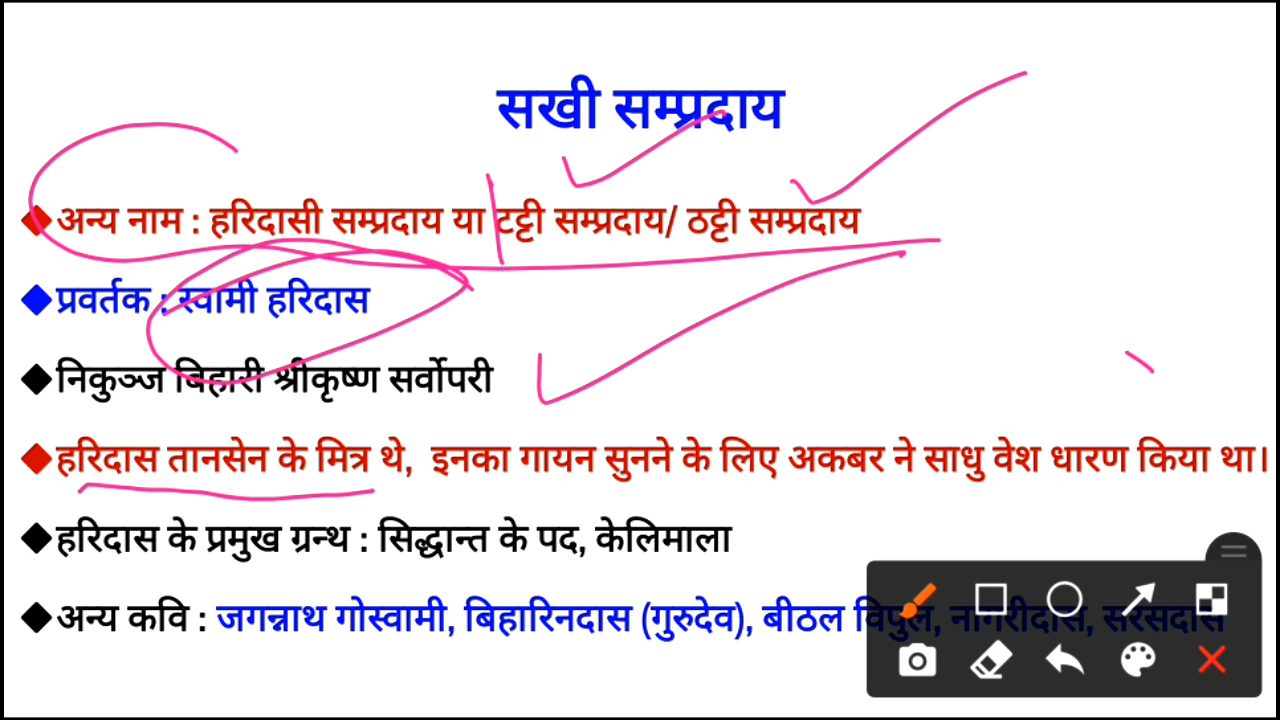 सखी सम्प्रदाय
अन्य नाम : हरिदासी सम्प्रदाय या टट्टी सम्प्रदाय/ ठट्टी सम्प्रदाय
प्रवर्तक : स्वामी हरिदास
निकुञ्ज बिहारी श्रीकृष्ण सर्वोपरी
हरिदास तानसेन के मित्र थे, इनका गायन सुनने के लिए अकबर ने साधु वेश धारण किया था।
हरिदास के प्रमुख ग्रन्थ : सिद्धान्त के पद, केलिमाला
अन्य कवि : जगन्नाथ गोस्वामी, बिहारिनदास (गुरुदेव), बीठल विपुल, नागरीदास, सरसदास